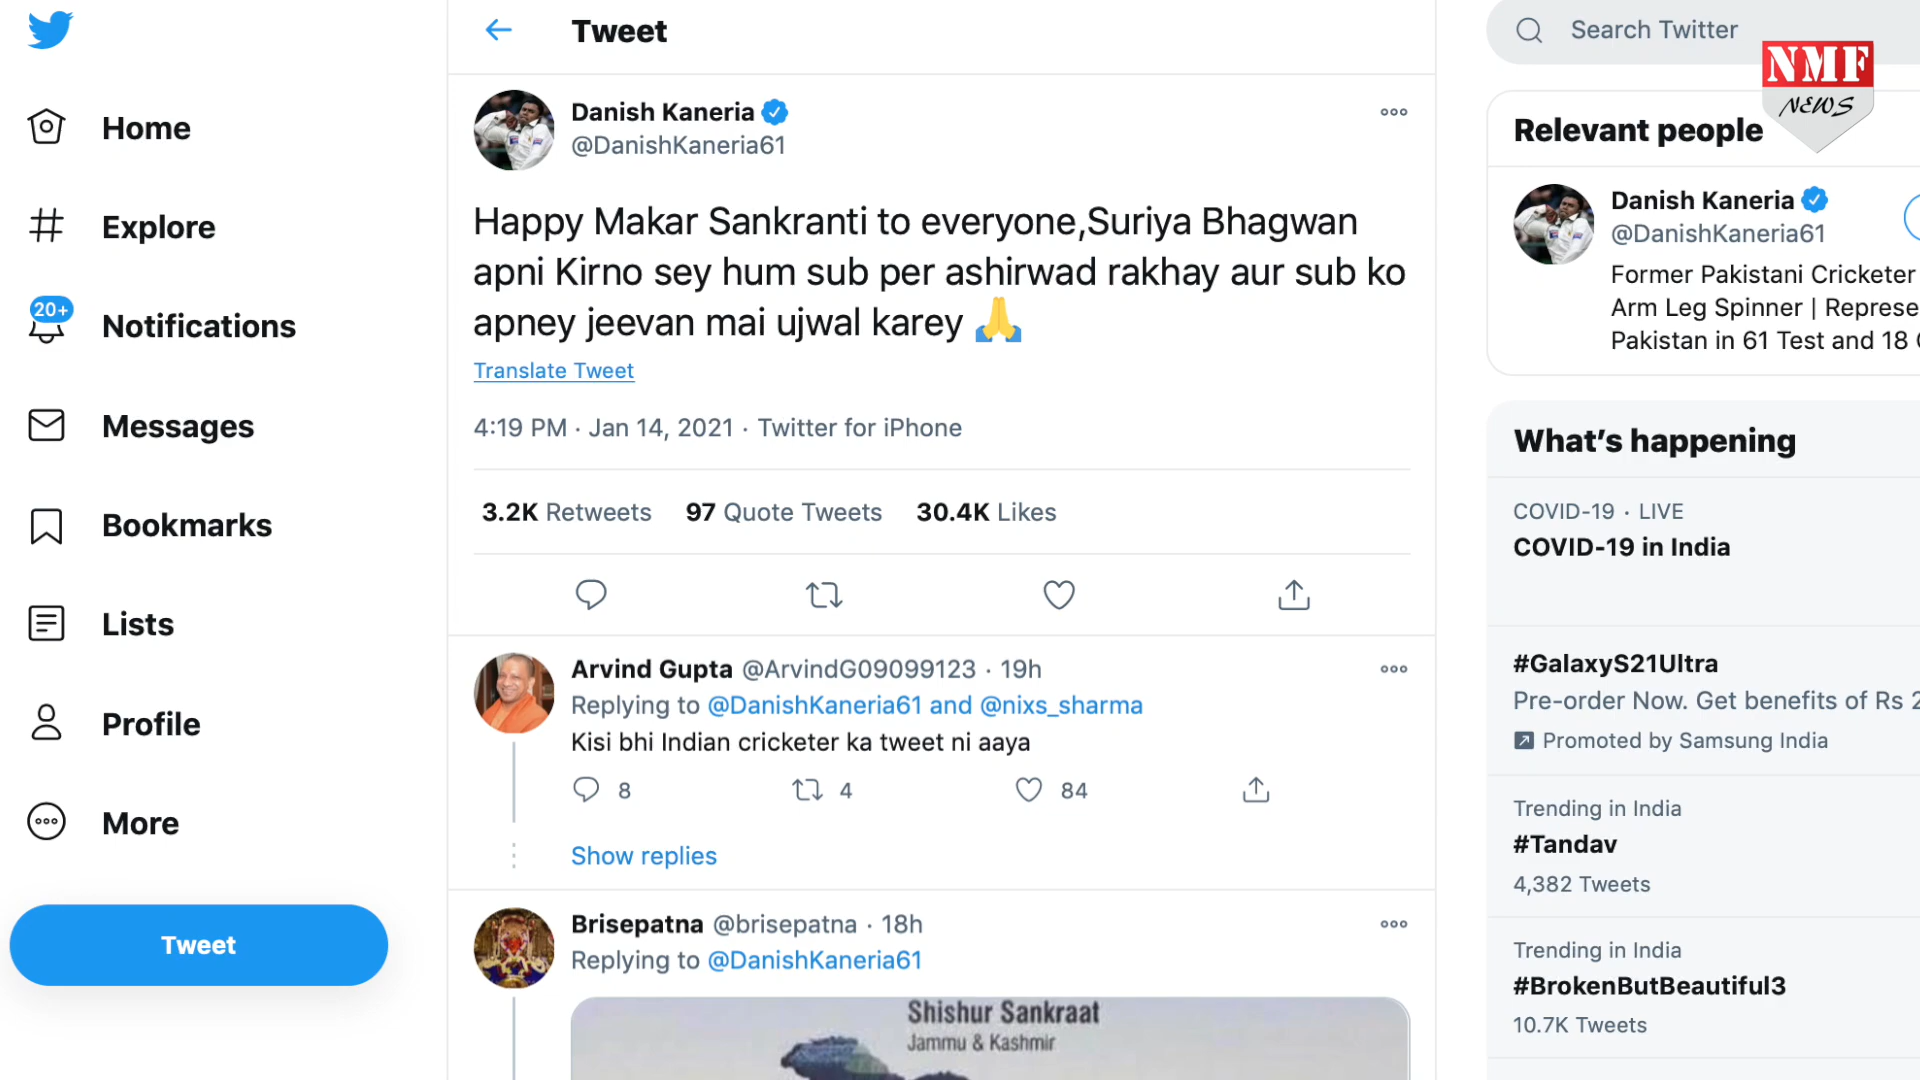 Home
Explore
20+
Notifications
Messages
Bookmarks
Lists
Profile
More
Tweet
Tweet
Danish Kaneria
@DanishKaneria61
Happy Makar Sankranti to everyone,Suriya Bhagwan
apni Kirno sey hum sub per ashirwad rakhay aur sub ko
apney jeevan mai ujwal karey 🙏
Translate Tweet
4:19 PM · Jan 14, 2021 · Twitter for iPhone
3.2K Retweets 97 Quote Tweets 30.4K Likes
Arvind Gupta @ArvindG09099123 · 19h
Replying to @DanishKaneria61 and @nixs_sharma
Kisi bhi Indian cricketer ka tweet ni aaya
8 4 84
Show replies
Brisepatna @brisepatna · 18h
Replying to @DanishKaneria61
Shishur Sankraat
Jammu & Kashmir
Search Twitter
NMF
NEWS
Relevant people
Danish Kaneria
@DanishKaneria61
Former Pakistani Cricketer
Arm Leg Spinner | Represe
Pakistan in 61 Test and 18
What's happening
COVID-19 · LIVE
COVID-19 in India
#GalaxyS21Ultra
Pre-order Now. Get benefits of Rs 2
Promoted by Samsung India
Trending in India
#Tandav
4,382 Tweets
Trending in India
#BrokenButBeautiful3
10.7K Tweets